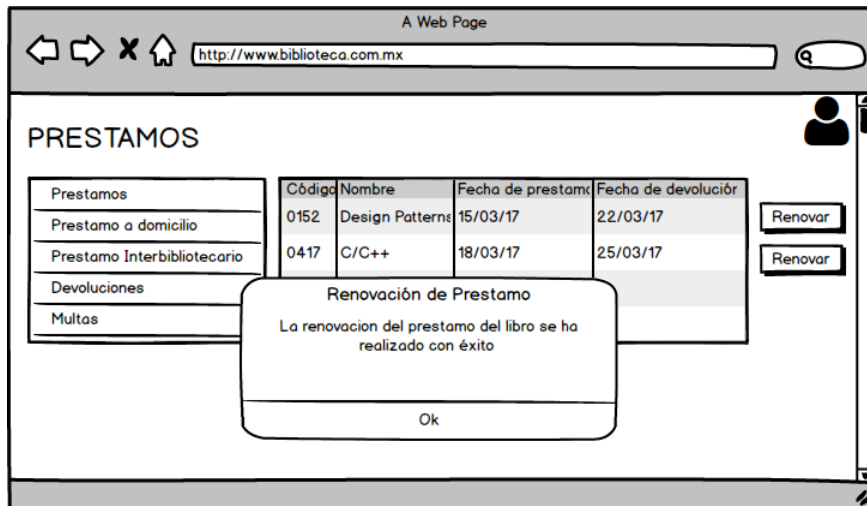 A Web Page
http://www.biblioteca.com.mx
PRESTAMOS
Prestamos
Prestamo a domicilio
Prestamo Interbibliotecario
Devoluciones
Multas
Código Nombre Fecha de prestamo Fecha de devolución
0152 Design Patterns 15/03/17 22/03/17 Renovar
0417 C/C++ 18/03/17 25/03/17 Renovar
Renovación de Prestamo
La renovacion del prestamo del libro se ha
realizado con éxito
Ok